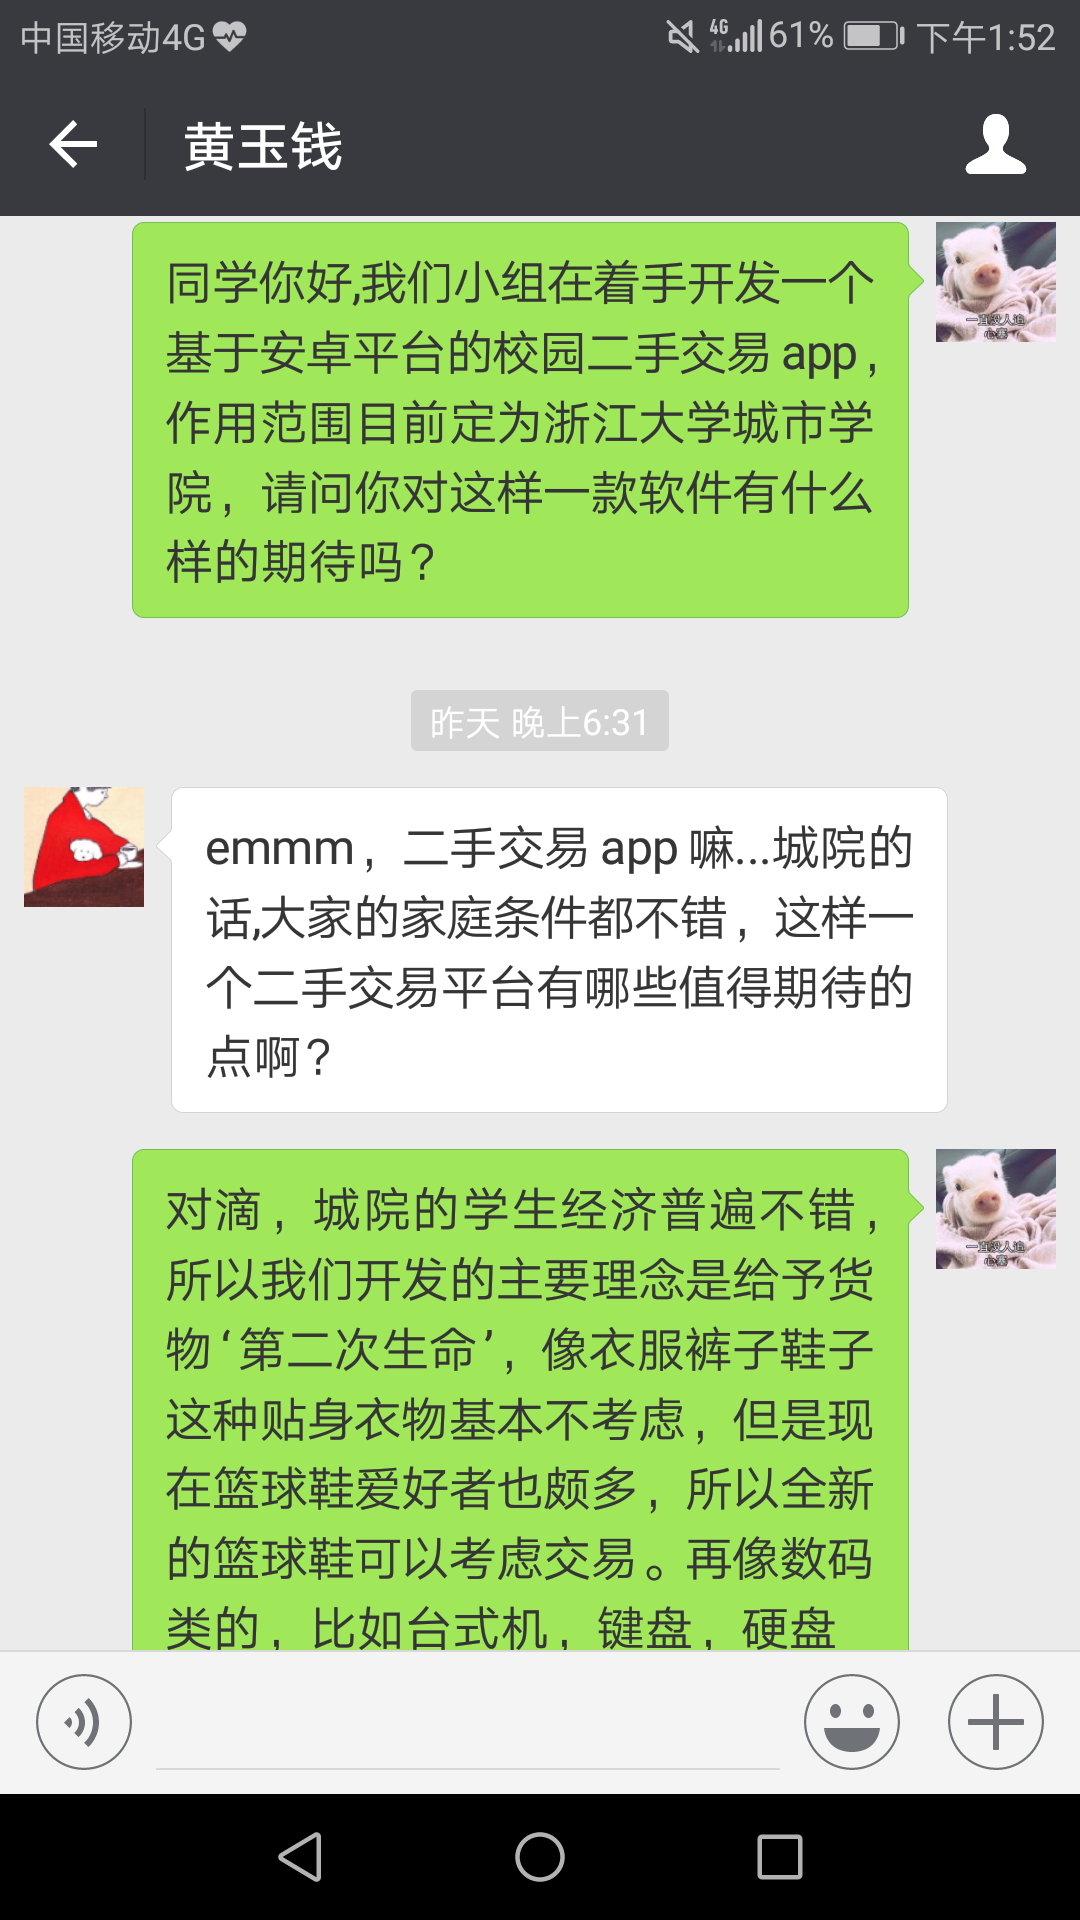 中国移动4G 4G 61% 下午1:52
黄玉钱
同学你好,我们小组在着手开发一个
基于安卓平台的校园二手交易 app，
作用范围目前定为浙江大学城市学
院，请问你对这样一款软件有什么
样的期待吗？
一直没人追
心塞
昨天 晚上6:31
emmm，二手交易 app 嘛...城院的
话,大家的家庭条件都不错，这样一
个二手交易平台有哪些值得期待的
点啊？
对滴，城院的学生经济普遍不错，
所以我们开发的主要理念是给予货
物‘第二次生命’，像衣服裤子鞋子
这种贴身衣物基本不考虑，但是现
在篮球鞋爱好者也颇多，所以全新
的篮球鞋可以考虑交易。再像数码
类的，比如台式机，键盘，硬盘
一直没人追
心塞